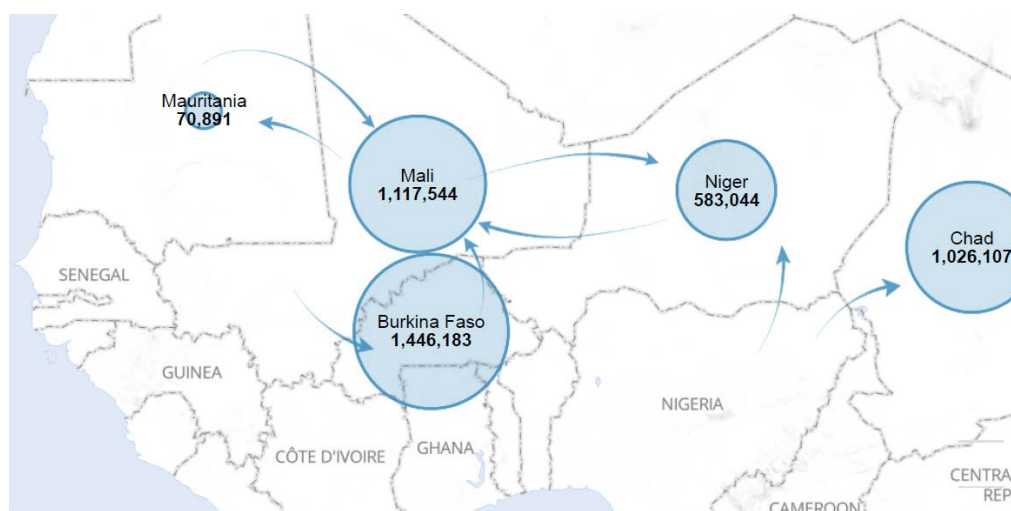 Mauritania
70,891
Mali
1,117,544
Niger
583,044
Chad
1,026,107
SENEGAL
Burkina Faso
1,446,183
GUINEA
CÔTE D'IVOIRE
GHANA
NIGERIA
CENTRA
REP
CAMEROON